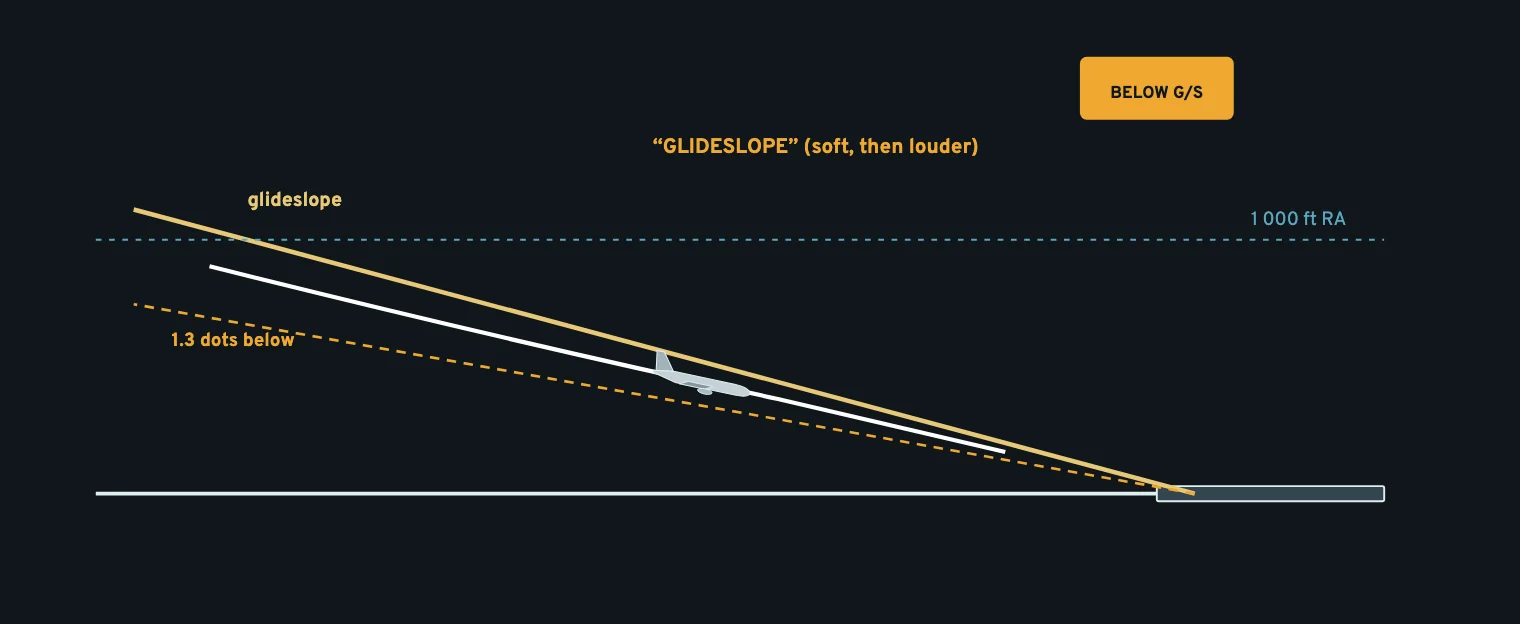 BELOW G/S
“GLIDESLOPE” (soft, then louder)
glideslope
1 000 ft RA
1.3 dots below